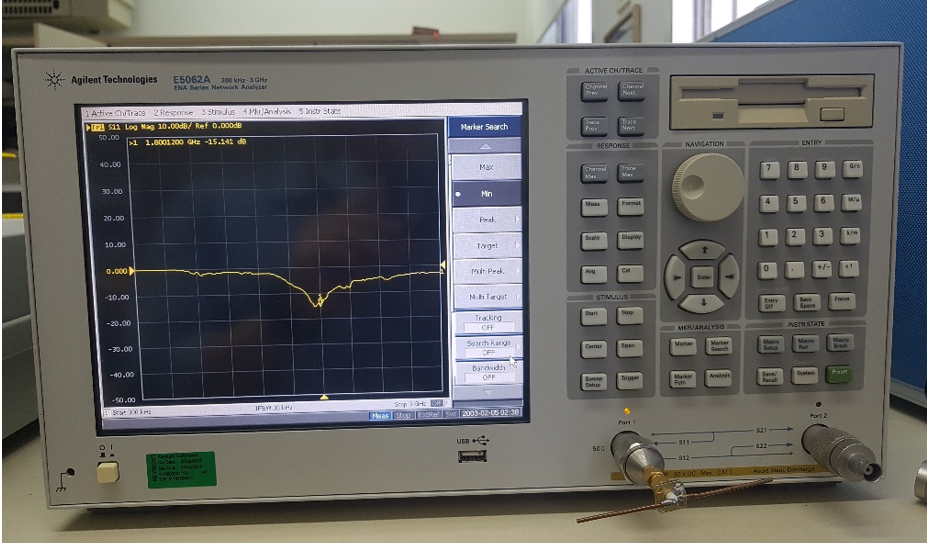 Agilent Technologies
E5062A
300 kHz - 3 GHz
ENA Series Network Analyzer
1 Active Ch/Trace 2 Response 3 Stimulus 4 Mkr/Analysis 5 Instr State
Tr1 S11 Log Mag 10.00dB/ Ref 0.000dB
>1 1.8001200 GHz -15.141 dB
50.00
40.00
30.00
20.00
10.00
0.000
-10.00
-20.00
-30.00
-40.00
-50.00
1 Start 300 kHz
Stop 3 GHz Off
Meas Stop ExtRef Svc 2003-02-05 02:38
Marker Search
Max
Min
Peak
Target
Multi Peak
Multi Target
Tracking
OFF
Search Range
OFF
Bandwidth
OFF
ACTIVE CH/TRACE
Channel Prev
Channel Next
Trace Prev
Trace Next
RESPONSE
Channel Max
Trace Max
Meas
Format
Scale
Display
Avg
Cal
STIMULUS
Start
Stop
Center
Span
Sweep Setup
Trigger
NAVIGATION
Enter
MKR/ANALYSIS
Marker
Marker Search
Marker Fctn
Analysis
ENTRY
7 8 9 G/n
4 5 6 M/µ
1 2 3 k/m
0 . +/- x1
Entry Off
Back Space
Focus
INSTR STATE
Macro Setup
Macro Run
Macro Break
Save/Recall
System
Preset
USB
Port 1
Port 2
50Ω
S11
S21
S22
S12
Avoid Static Discharge